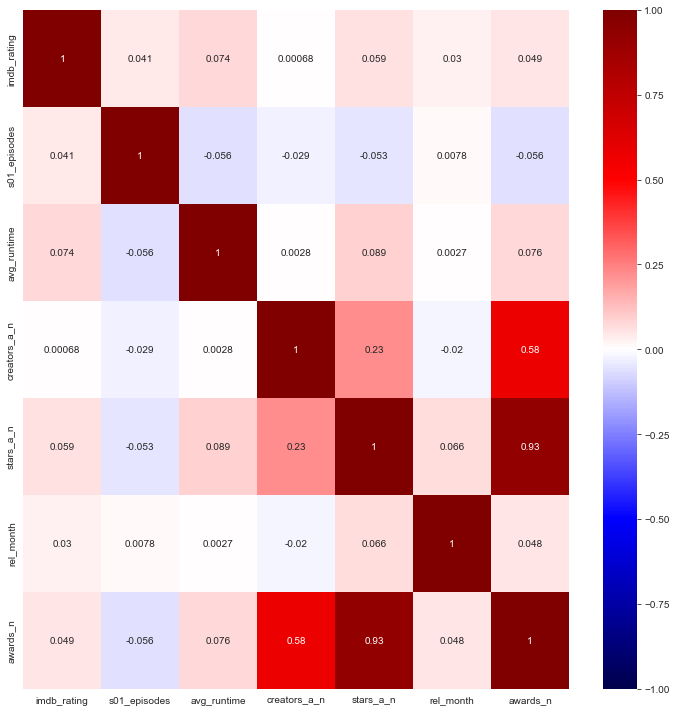 imdb_rating 1 0.041 0.074 0.00068 0.059 0.03 0.049
s01_episodes 0.041 1 -0.056 -0.029 -0.053 0.0078 -0.056
avg_runtime 0.074 -0.056 1 0.0028 0.089 0.0027 0.076
creators_a_n 0.00068 -0.029 0.0028 1 0.23 -0.02 0.58
stars_a_n 0.059 -0.053 0.089 0.23 1 0.066 0.93
rel_month 0.03 0.0078 0.0027 -0.02 0.066 1 0.048
awards_n 0.049 -0.056 0.076 0.58 0.93 0.048 1
imdb_rating s01_episodes avg_runtime creators_a_n stars_a_n rel_month awards_n
1.00
0.75
0.50
0.25
0.00
−0.25
−0.50
−0.75
−1.00